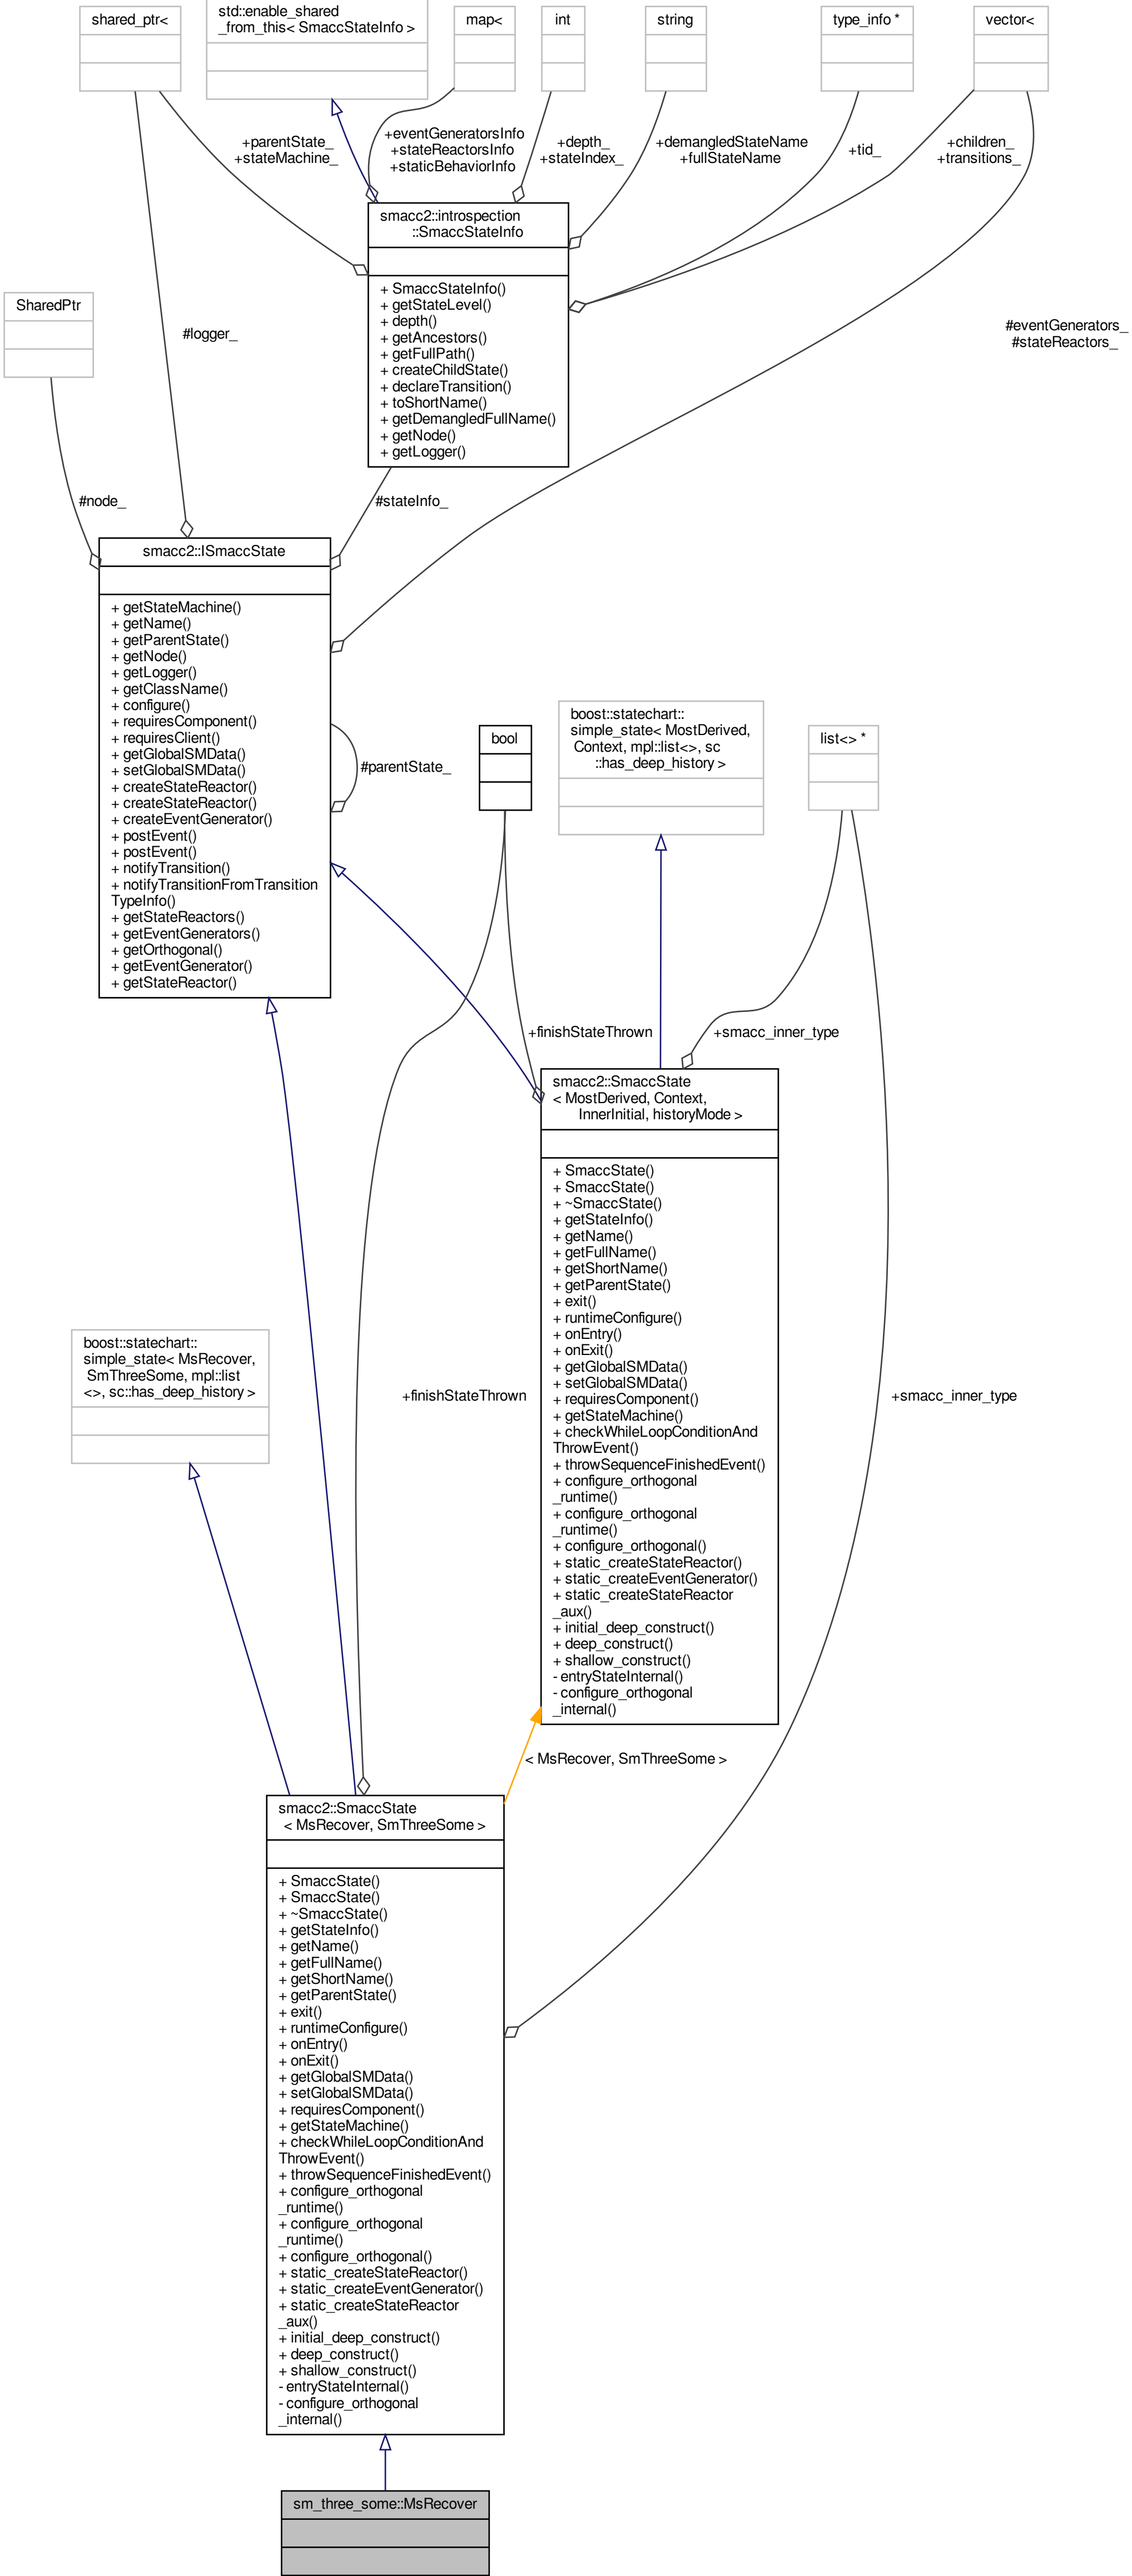 shared_ptr<
std::enable_shared
_from_this< SmaccStateInfo >
map<
int
string
type_info *
vector<
+parentState_
+stateMachine_
+eventGeneratorsInfo
+stateReactorsInfo
+staticBehaviorInfo
+depth_
+stateIndex_
+demangledStateName
+fullStateName
+tid_
+children_
+transitions_
smacc2::introspection
::SmaccStateInfo
+ SmaccStateInfo()
+ getStateLevel()
+ depth()
+ getAncestors()
+ getFullPath()
+ createChildState()
+ declareTransition()
+ toShortName()
+ getDemangledFullName()
+ getNode()
+ getLogger()
SharedPtr
#logger_
#eventGenerators_
#stateReactors_
#node_
#stateInfo_
smacc2::ISmaccState
+ getStateMachine()
+ getName()
+ getParentState()
+ getNode()
+ getLogger()
+ getClassName()
+ configure()
+ requiresComponent()
+ requiresClient()
+ getGlobalSMData()
+ setGlobalSMData()
+ createStateReactor()
+ createStateReactor()
+ createEventGenerator()
+ postEvent()
+ postEvent()
+ notifyTransition()
+ notifyTransitionFromTransition
TypeInfo()
+ getStateReactors()
+ getEventGenerators()
+ getOrthogonal()
+ getEventGenerator()
+ getStateReactor()
#parentState_
bool
boost::statechart::
simple_state< MostDerived,
Context, mpl::list<>, sc
::has_deep_history >
list<> *
+finishStateThrown
+smacc_inner_type
smacc2::SmaccState
< MostDerived, Context,
InnerInitial, historyMode >
+ SmaccState()
+ SmaccState()
+ ~SmaccState()
+ getStateInfo()
+ getName()
+ getFullName()
+ getShortName()
+ getParentState()
+ exit()
+ runtimeConfigure()
+ onEntry()
+ onExit()
+ getGlobalSMData()
+ setGlobalSMData()
+ requiresComponent()
+ getStateMachine()
+ checkWhileLoopConditionAnd
ThrowEvent()
+ throwSequenceFinishedEvent()
+ configure_orthogonal
_runtime()
+ configure_orthogonal
_runtime()
+ configure_orthogonal()
+ static_createStateReactor()
+ static_createEventGenerator()
+ static_createStateReactor
_aux()
+ initial_deep_construct()
+ deep_construct()
+ shallow_construct()
- entryStateInternal()
- configure_orthogonal
_internal()
boost::statechart::
simple_state< MsRecover,
SmThreeSome, mpl::list
<>, sc::has_deep_history >
+finishStateThrown
+smacc_inner_type
< MsRecover, SmThreeSome >
smacc2::SmaccState
< MsRecover, SmThreeSome >
+ SmaccState()
+ SmaccState()
+ ~SmaccState()
+ getStateInfo()
+ getName()
+ getFullName()
+ getShortName()
+ getParentState()
+ exit()
+ runtimeConfigure()
+ onEntry()
+ onExit()
+ getGlobalSMData()
+ setGlobalSMData()
+ requiresComponent()
+ getStateMachine()
+ checkWhileLoopConditionAnd
ThrowEvent()
+ throwSequenceFinishedEvent()
+ configure_orthogonal
_runtime()
+ configure_orthogonal
_runtime()
+ configure_orthogonal()
+ static_createStateReactor()
+ static_createEventGenerator()
+ static_createStateReactor
_aux()
+ initial_deep_construct()
+ deep_construct()
+ shallow_construct()
- entryStateInternal()
- configure_orthogonal
_internal()
sm_three_some::MsRecover